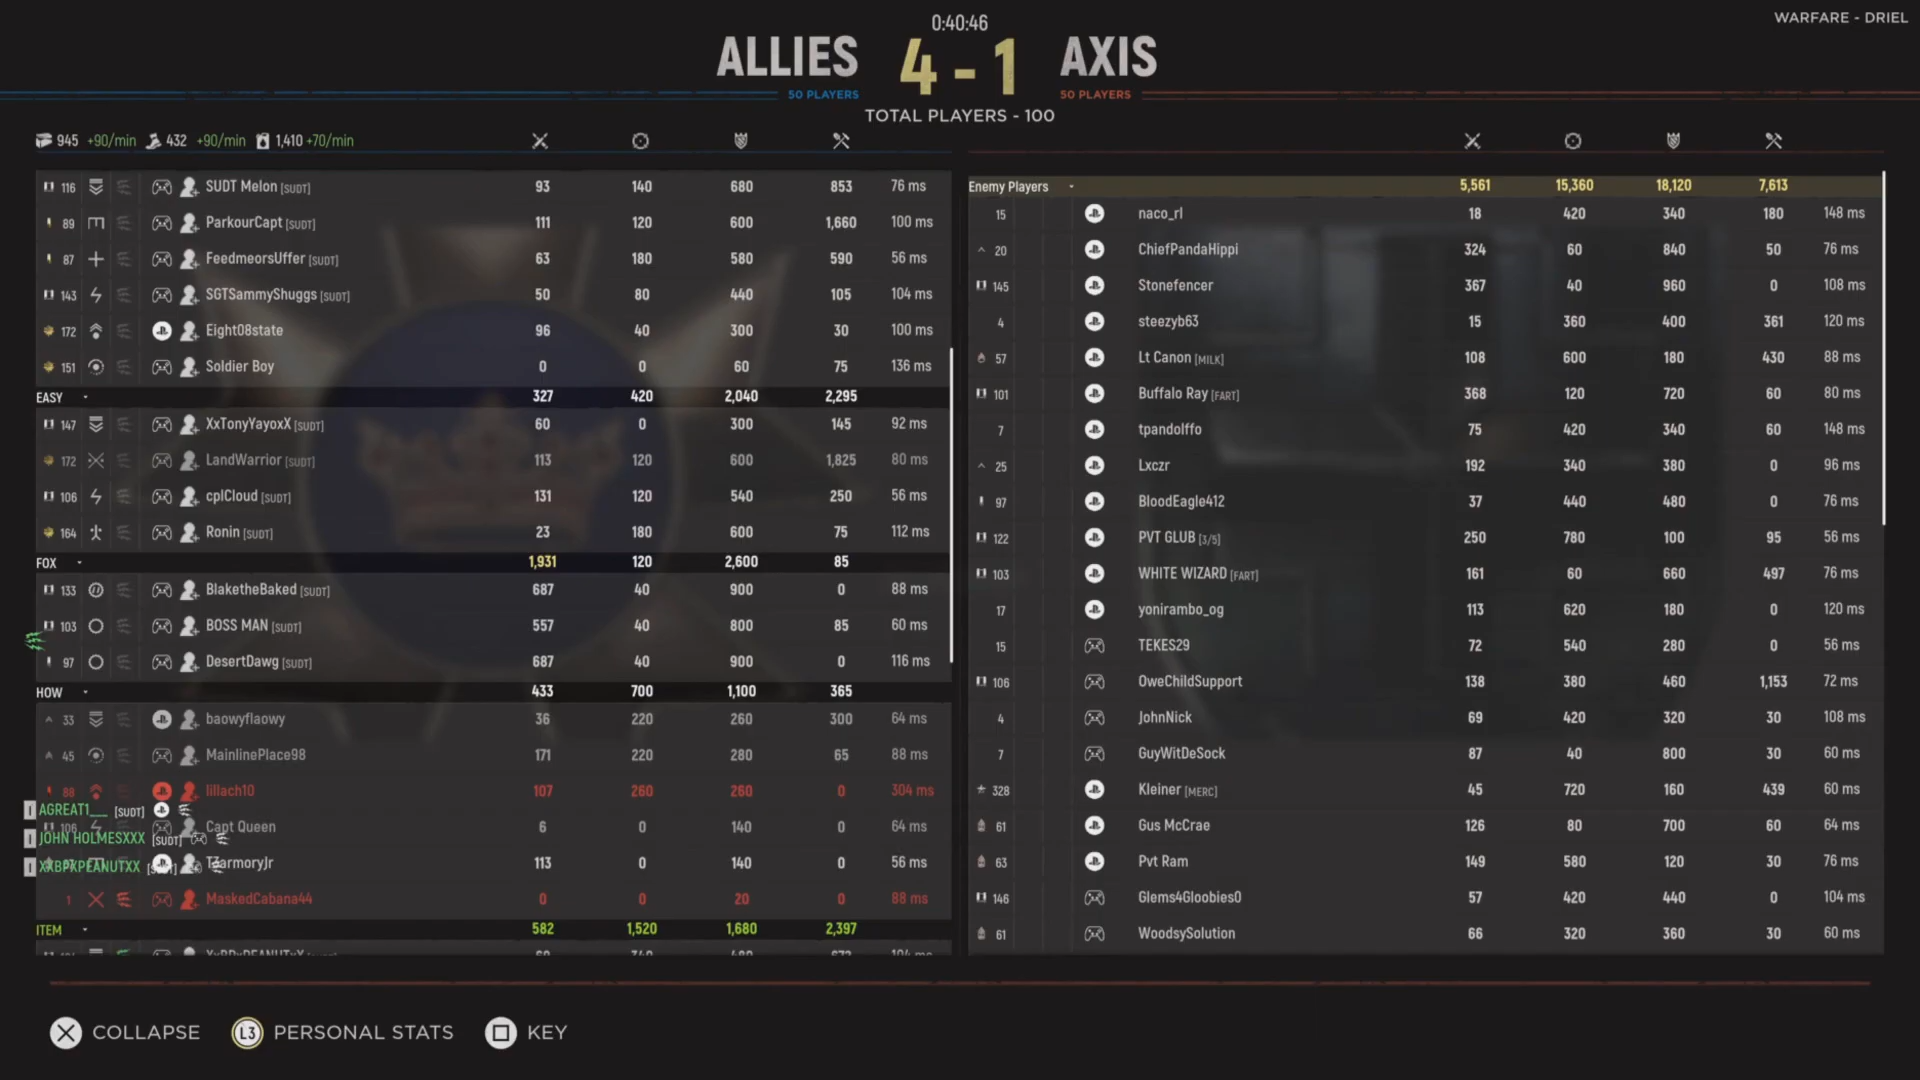 WARFARE - DRIEL
0:40:46
ALLIES 4 - 1 AXIS
50 PLAYERS 50 PLAYERS
TOTAL PLAYERS - 100
945 +90/min 432 +90/min 1,410 +70/min
116 SUDT Melon [SUDT] 93 140 680 853 76 ms
89 ParkourCapt [SUDT] 111 120 600 1,660 100 ms
87 FeedmeorsUffer [SUDT] 63 180 580 590 56 ms
143 SGTSammyShuggs [SUDT] 50 80 440 105 104 ms
172 Eight08state 96 40 300 30 100 ms
151 Soldier Boy 0 0 60 75 136 ms
EASY 327 420 2,040 2,295
147 XxTonyYayoxX [SUDT] 60 0 300 145 92 ms
172 LandWarrior [SUDT] 113 120 600 1,825 80 ms
106 cplCloud [SUDT] 131 120 540 250 56 ms
164 Ronin [SUDT] 23 180 600 75 112 ms
FOX 1,931 120 2,600 85
133 BlaketheBaked [SUDT] 687 40 900 0 88 ms
103 BOSS MAN [SUDT] 557 40 800 85 60 ms
97 DesertDawg [SUDT] 687 40 900 0 116 ms
HOW 433 700 1,100 365
33 baowyflaowy 36 220 260 300 64 ms
45 MainlinePlace98 171 220 280 65 88 ms
88 lillach10 107 260 260 0 304 ms
AGREAT1__ [SUDT]
106 Capt Queen 6 0 140 0 64 ms
JOHN HOLMESXXX [SUDT]
TzarmoryJr 113 0 140 0 56 ms
XXBPXPEANUTXX
1 MaskedCabana44 0 0 20 0 88 ms
ITEM 582 1,520 1,680 2,397
Enemy Players 5,561 15,360 18,120 7,613
15 naco_rl 18 420 340 180 148 ms
20 ChiefPandaHippi 324 60 840 50 76 ms
145 Stonefencer 367 40 960 0 108 ms
4 steezyb63 15 360 400 361 120 ms
57 Lt Canon [MILK] 108 600 180 430 88 ms
101 Buffalo Ray [FART] 368 120 720 60 80 ms
7 tpandolffo 75 420 340 60 148 ms
25 Lxczr 192 340 380 0 96 ms
97 BloodEagle412 37 440 480 0 76 ms
122 PVT GLUB [3/5] 250 780 100 95 56 ms
103 WHITE WIZARD [FART] 161 60 660 497 76 ms
17 yonirambo_og 113 620 180 0 120 ms
15 TEKES29 72 540 280 0 56 ms
106 OweChildSupport 138 380 460 1,153 72 ms
4 JohnNick 69 420 320 30 108 ms
7 GuyWitDeSock 87 40 800 30 60 ms
328 Kleiner [MERC] 45 720 160 439 60 ms
61 Gus McCrae 126 80 700 60 64 ms
63 Pvt Ram 149 580 120 30 76 ms
146 Glems4Gloobies0 57 420 440 0 104 ms
61 WoodsySolution 66 320 360 30 60 ms
COLLAPSE L3 PERSONAL STATS KEY